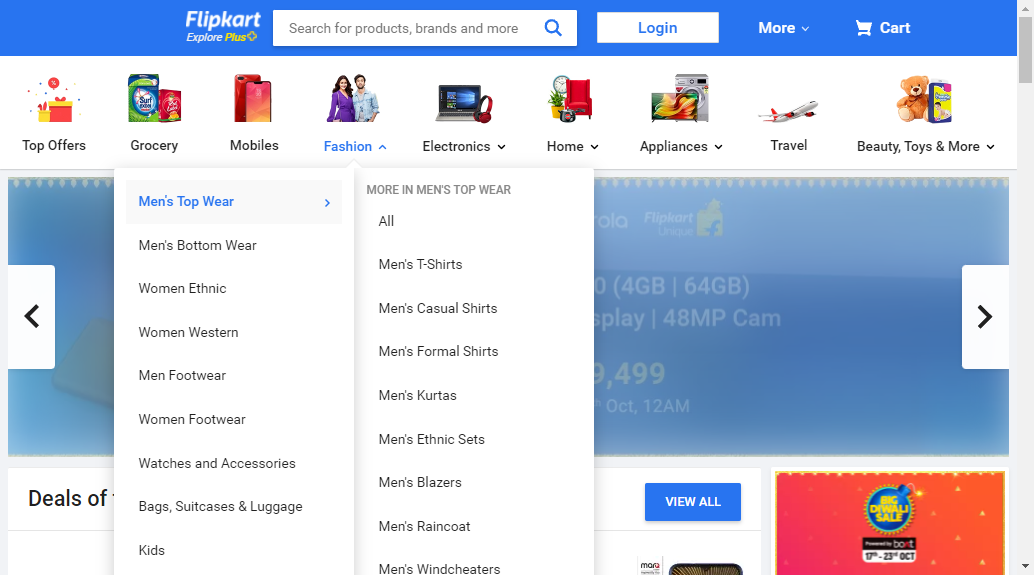 Flipkart
Explore Plus
Search for products, brands and more
Login
More
Cart
Top Offers
Grocery
Mobiles
Fashion
Electronics
Home
Appliances
Travel
Beauty, Toys & More
Men's Top Wear
Men's Bottom Wear
Women Ethnic
Women Western
Men Footwear
Women Footwear
Watches and Accessories
Bags, Suitcases & Luggage
Kids
MORE IN MEN'S TOP WEAR
All
Men's T-Shirts
Men's Casual Shirts
Men's Formal Shirts
Men's Kurtas
Men's Ethnic Sets
Men's Blazers
Men's Raincoat
Men's Windcheaters
Flipkart
Unique
(4GB | 64GB)
| 48MP Cam
9,499
Oct, 12AM
Deals of
VIEW ALL
BIG
DIWALI
SALE
Powered by boAt
17th - 23rd OCT
marq